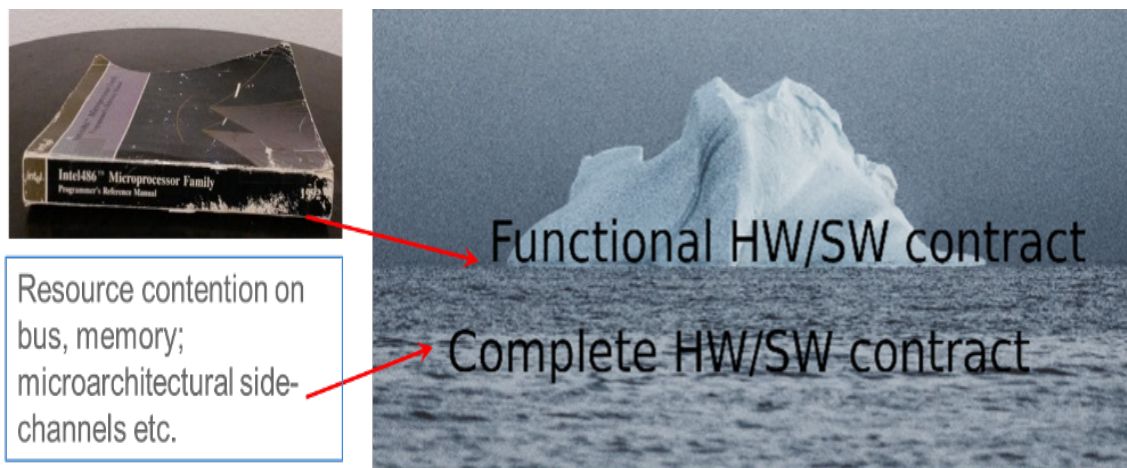 intel
Intel486™ Microprocessor Family
Programmer's Reference Manual
1992
Functional HW/SW contract
Resource contention on
bus, memory;
microarchitectural side-
channels etc.
Complete HW/SW contract